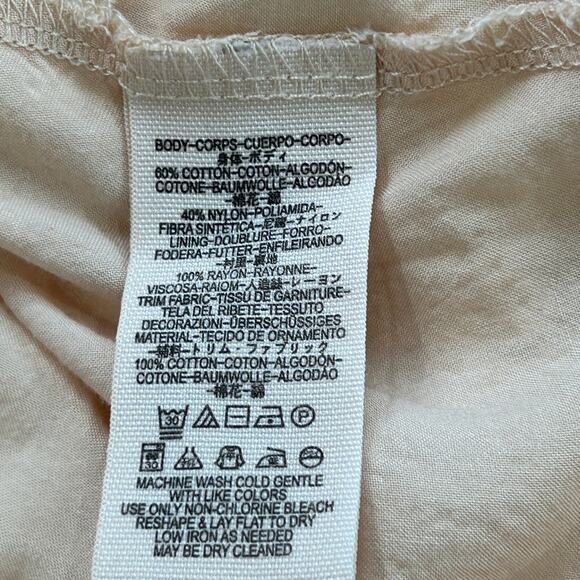 BODY-CORPS-CUERPO-CORPO-
身体-ボディ
60% COTTON-COTON-ALGODÓN-
COTONE-BAUMWOLLE-ALGODÃO
-棉花-綿
40% NYLON-POLIAMIDA-
FIBRA SINTÉTICA-尼龍-ナイロン
LINING-DOUBLURE-FORRO-
FODERA-FUTTER-ENFILEIRANDO
-衬里-裏地
100% RAYON-RAYONNE-
VISCOSA-RAIOM-人造絲-レーヨン
TRIM FABRIC-TISSU DE GARNITURE-
TELA DEL RIBETE-TESSUTO
DECORAZIONI-ÜBERSCHÜSSIGES
MATERIAL-TECIDO DE ORNAMENTO
-辅料-トリム-ファブリック
100% COTTON-COTON-ALGODÓN-
COTONE-BAUMWOLLE-ALGODÃO
-棉花-綿
30 P
30
MACHINE WASH COLD GENTLE
WITH LIKE COLORS
USE ONLY NON-CHLORINE BLEACH
RESHAPE & LAY FLAT TO DRY
LOW IRON AS NEEDED
MAY BE DRY CLEANED